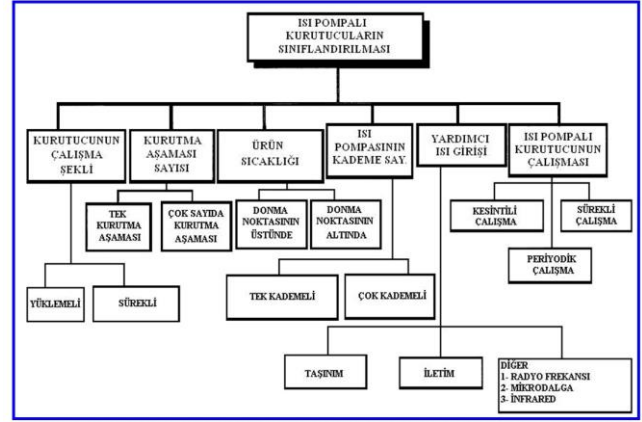 ISI POMPALI
KURUTUCULARIN
SINIFLANDIRILMASI
KURUTUCUNUN
ÇALIŞMA
ŞEKLİ
KURUTMA
AŞAMASI
SAYISI
ÜRÜN
SICAKLIĞI
ISI
POMPASININ
KADEME SAY.
YARDIMCI
ISI GİRİŞİ
ISI POMPALI
KURUTUCUNUN
ÇALIŞMASI
TEK
KURUTMA
AŞAMASI
ÇOK SAYIDA
KURUTMA
AŞAMASI
DONMA
NOKTASININ
ÜSTÜNDE
DONMA
NOKTASININ
ALTINDA
KESİNTİLİ
ÇALIŞMA
SÜREKLİ
ÇALIŞMA
PERİYODİK
ÇALIŞMA
YÜKLEMELİ
SÜREKLİ
TEK KADEMELİ
ÇOK KADEMELİ
TAŞINIM
İLETİM
DİĞER
1- RADYO FREKANSI
2- MİKRODALGA
3- İNFRARED